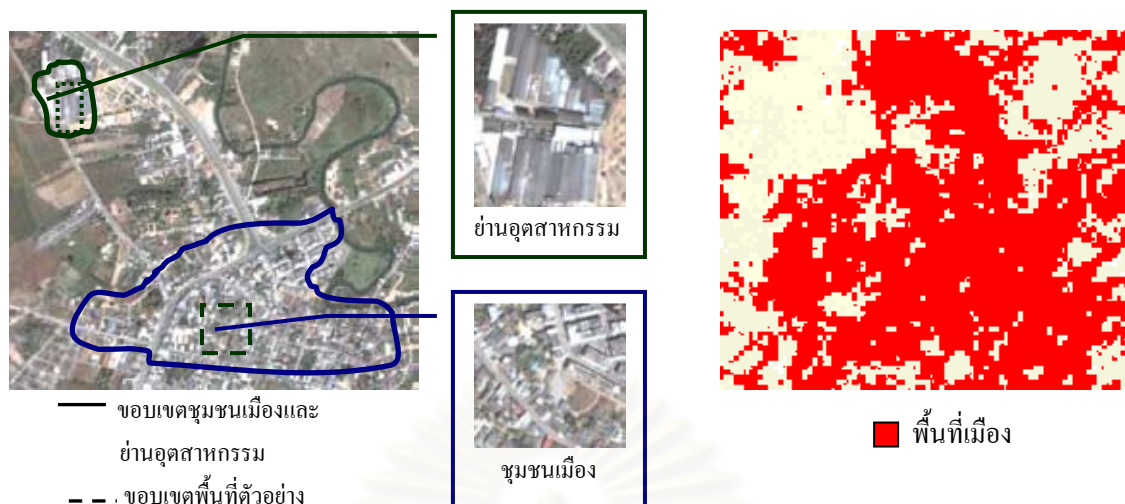 ย่านอุตสาหกรรม
ชุมชนเมือง
ขอบเขตชุมชนเมืองและ
ย่านอุตสาหกรรม
ขอบเขตพื้นที่ตัวอย่าง
พื้นที่เมือง